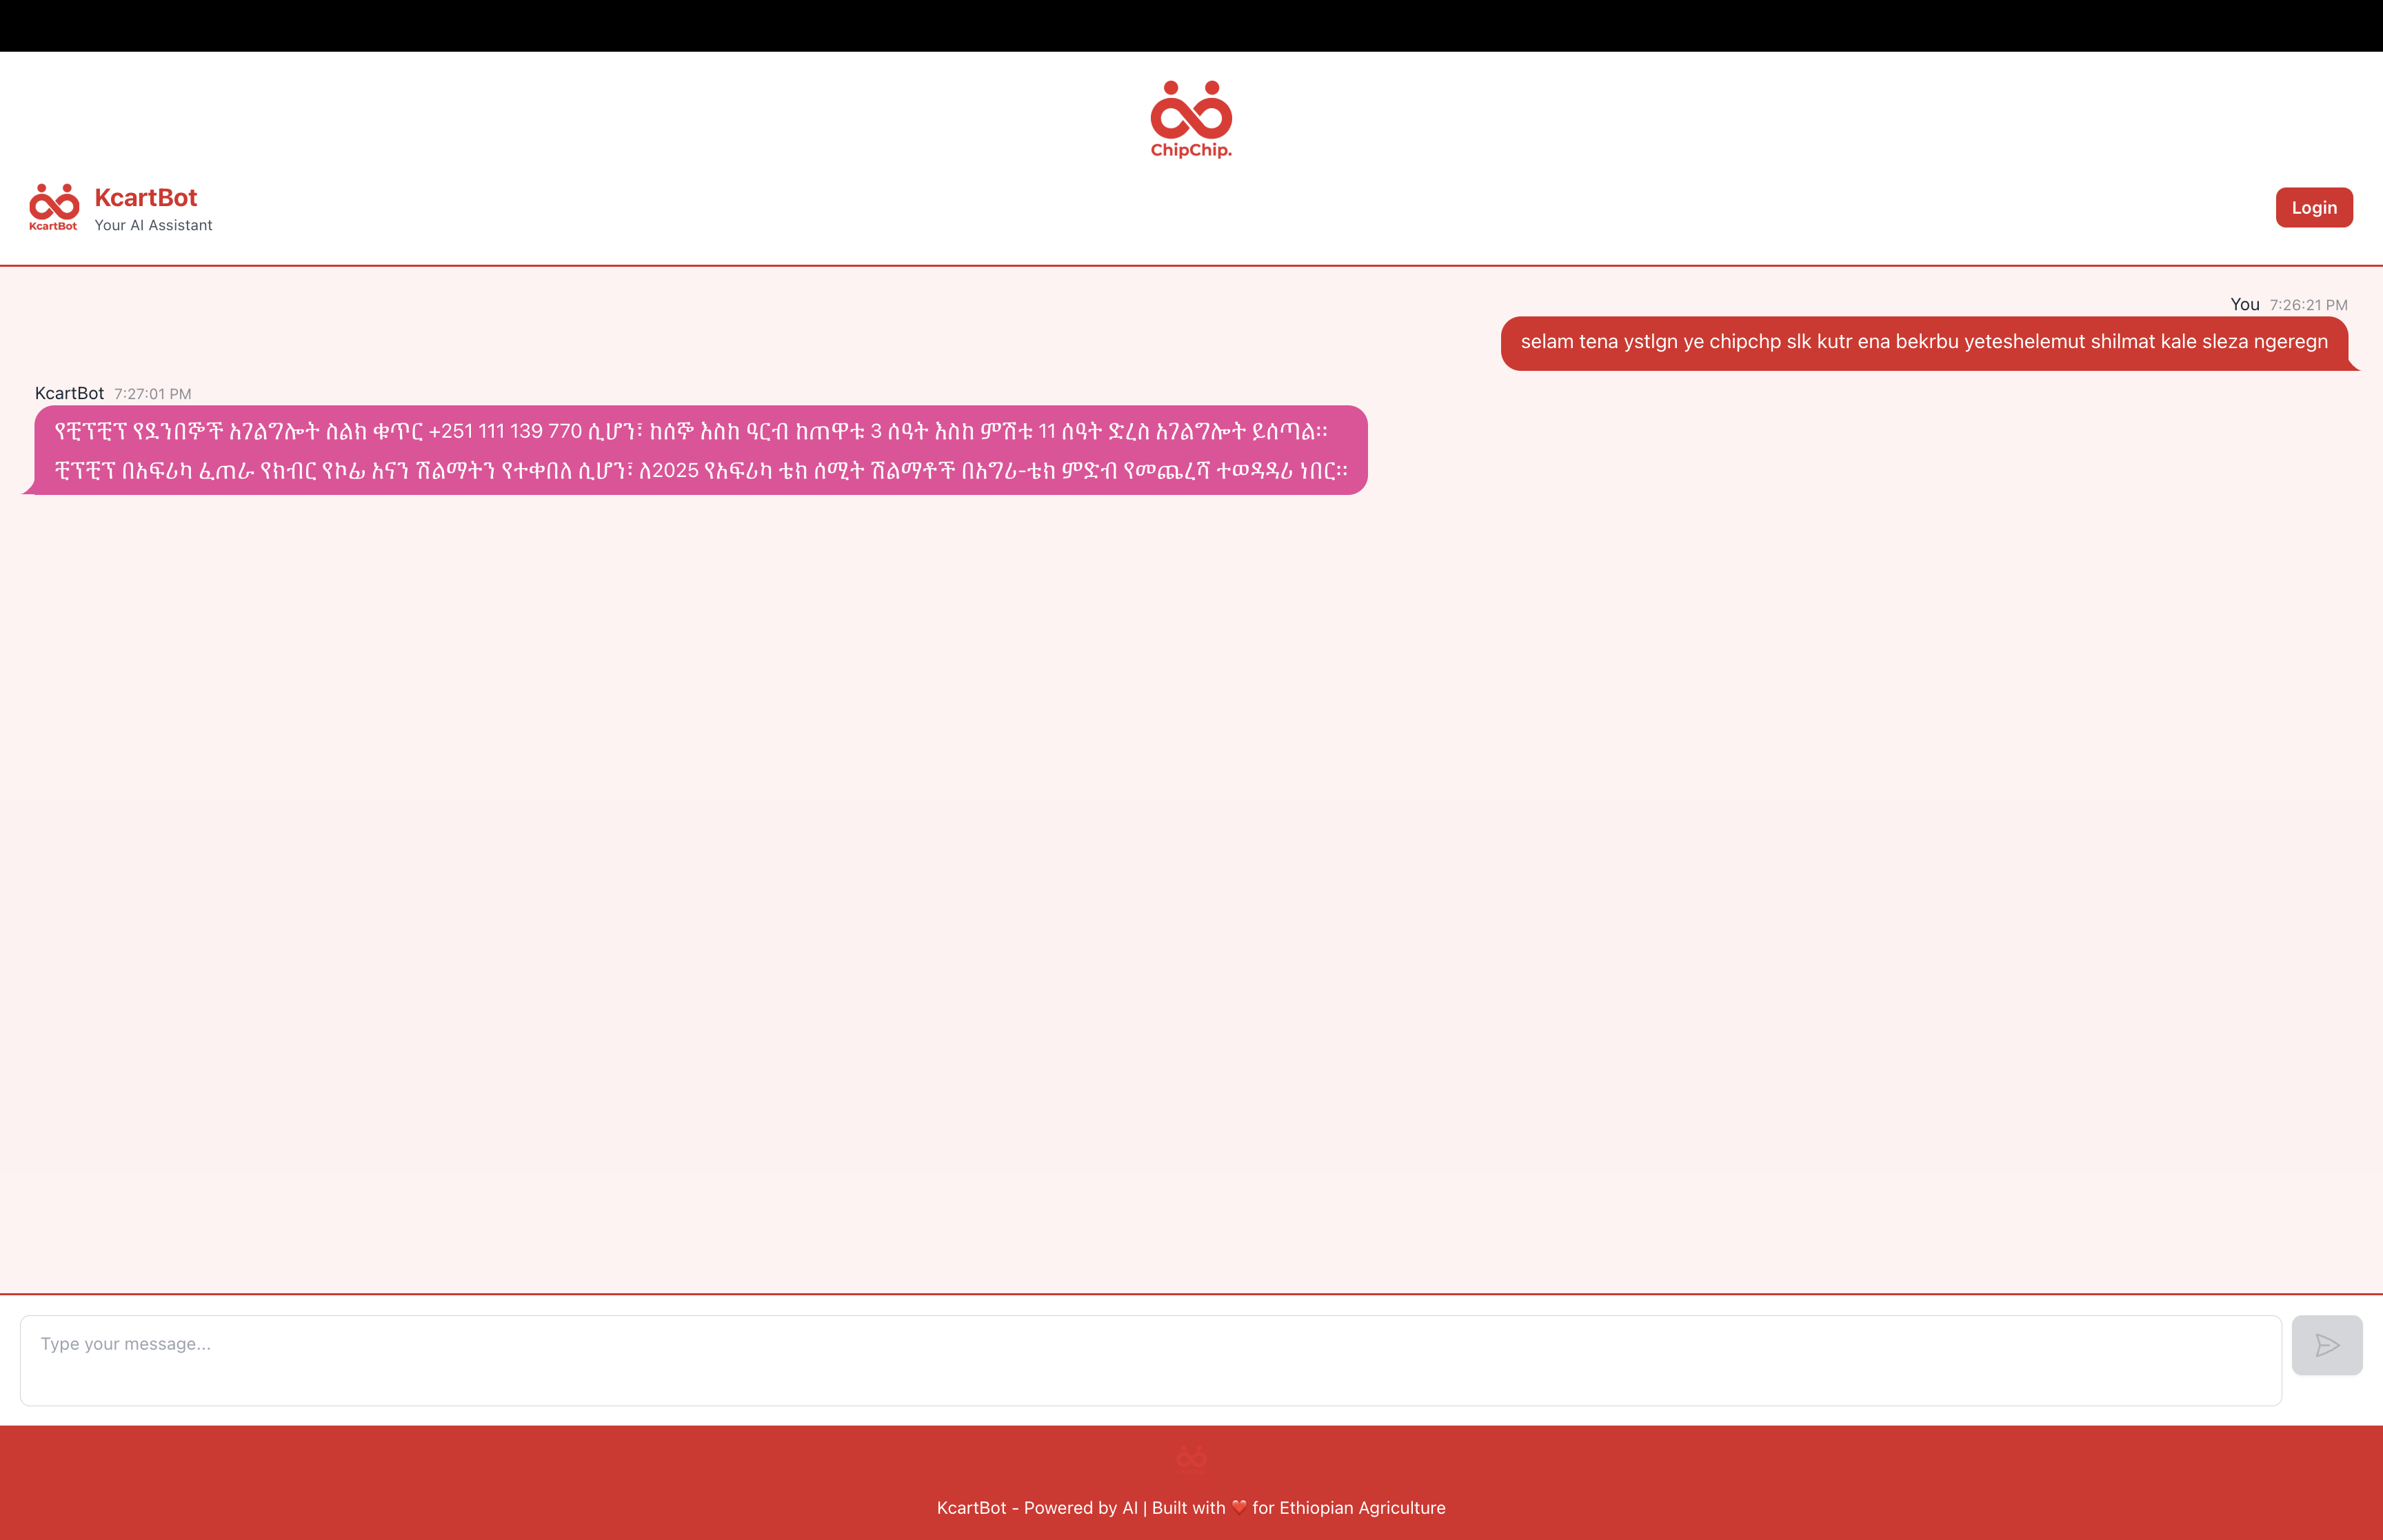 ChipChip.
KcartBot
KcartBot
Your AI Assistant
Login
You 7:26:21 PM
selam tena ystlgn ye chipchp slk kutr ena bekrbu yeteshelemut shilmat kale sleza ngeregn
KcartBot 7:27:01 PM
የቺፕቺፕ የደንበኞች አገልግሎት ስልክ ቁጥር +251 111 139 770 ሲሆን፣ ከሰኞ እስከ ዓርብ ከጠዋቱ 3 ሰዓት እስከ ምሽቱ 11 ሰዓት ድረስ አገልግሎት ይሰጣል።
ቺፕቺፕ በአፍሪካ ፈጠራ የክብር የኮፊ አናን ሽልማትን የተቀበለ ሲሆን፣ ለ2025 የአፍሪካ ቴክ ሰሚት ሽልማቶች በአግሪ-ቴክ ምድብ የመጨረሻ ተወዳዳሪ ነበር።
Type your message...
KcartBot - Powered by AI | Built with ❤️ for Ethiopian Agriculture